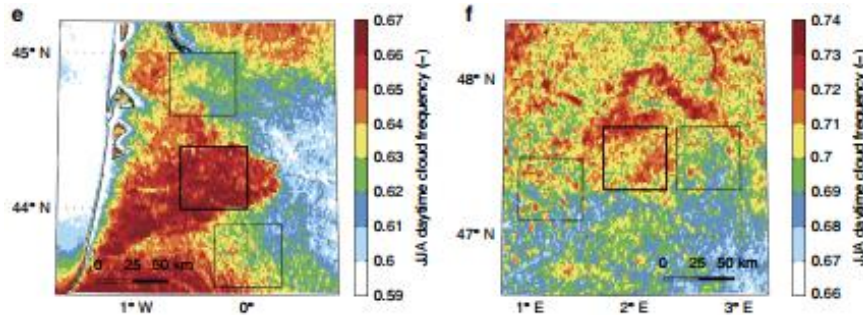 e
45° N
44° N
1° W
0°
0 25 50 km
0.67
0.66
0.65
0.64
0.63
0.62
0.61
0.6
0.59
JJA daytime cloud frequency (–)
f
48° N
47° N
1° E
2° E
3° E
0 25 50 km
0.74
0.73
0.72
0.71
0.7
0.69
0.68
0.67
0.66
JJA daytime cloud frequency (–)